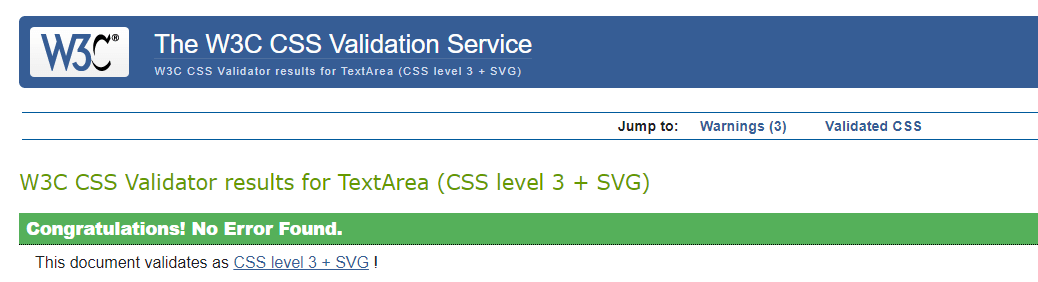 W3C® The W3C CSS Validation Service
W3C CSS Validator results for TextArea (CSS level 3 + SVG)
Jump to: Warnings (3) Validated CSS
W3C CSS Validator results for TextArea (CSS level 3 + SVG)
Congratulations! No Error Found.
This document validates as CSS level 3 + SVG !